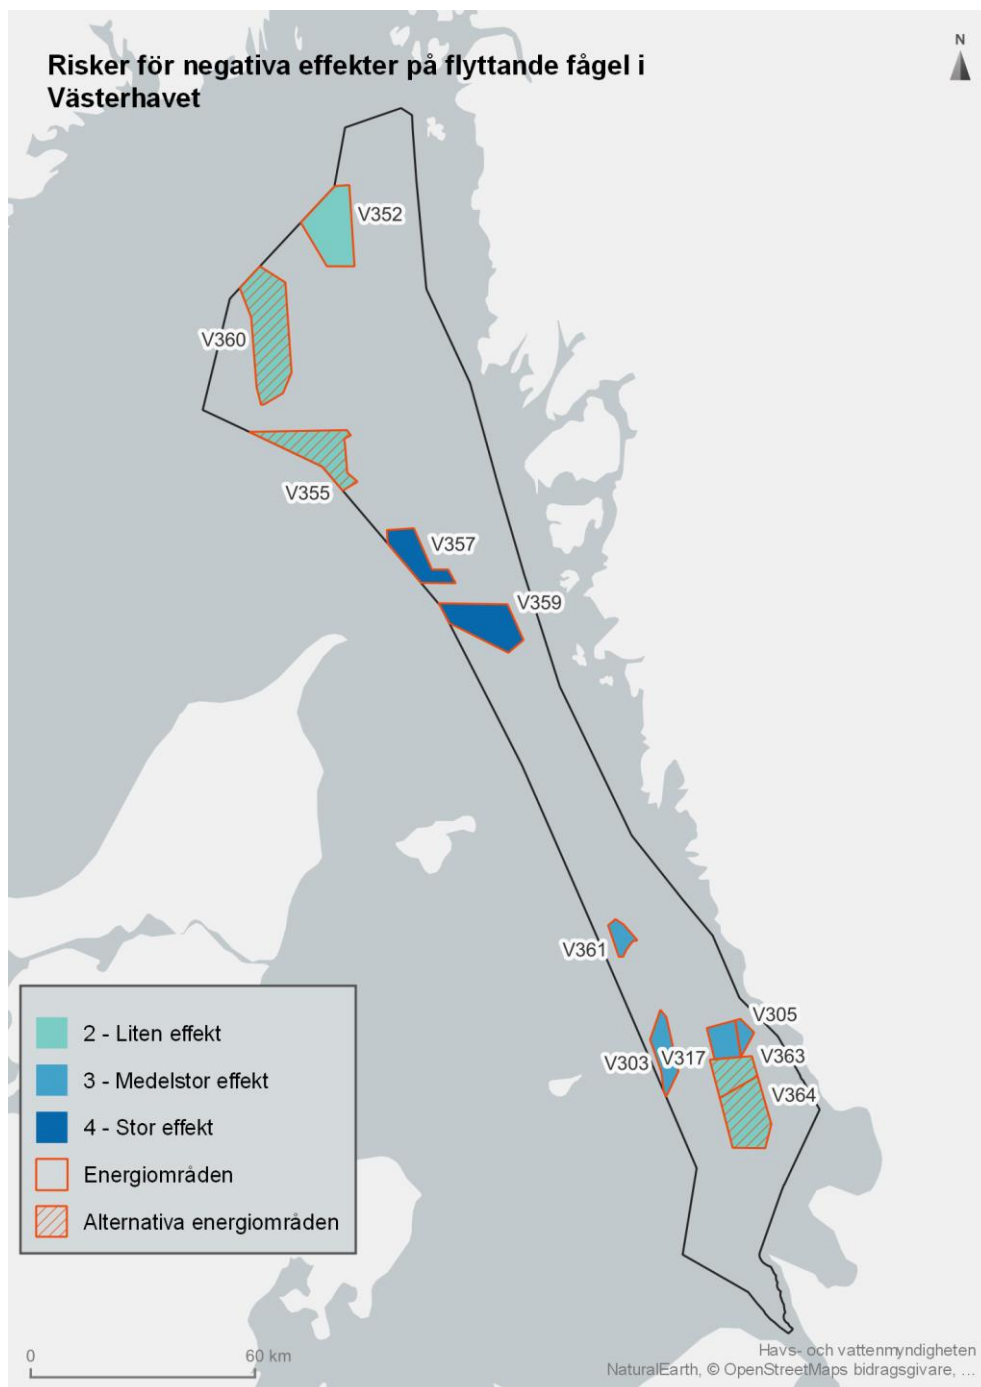 Risker för negativa effekter på flyttande fågel i
Västerhavet
N
V352
V360
V355
V357
V359
V361
V305
V303
V317
V363
V364
2 - Liten effekt
3 - Medelstor effekt
4 - Stor effekt
Energiområden
Alternativa energiområden
0
60 km
Havs- och vattenmyndigheten
NaturalEarth, © OpenStreetMaps bidragsgivare, ...